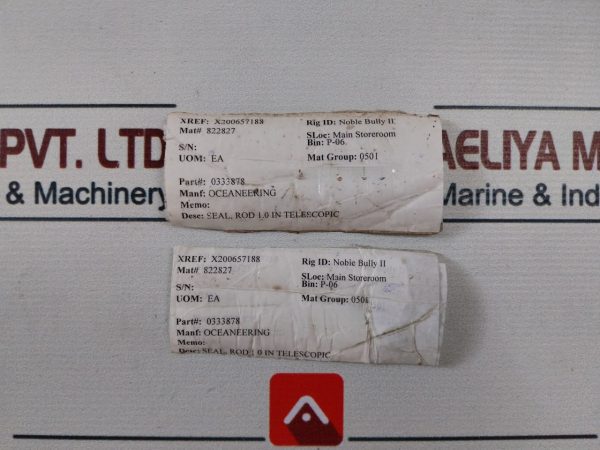 PVT. LTD
& Machinery
AELIYA M
Marine & Ind
XREF: X200657188 Rig ID: Noble Bully II
Mat# 822827 SLoc: Main Storeroom
S/N: Bin: P-06
UOM: EA Mat Group: 0501
Part#: 0333878
Manf: OCEANEERING
Memo:
Desc: SEAL, ROD 1.0 IN TELESCOPIC
XREF: X200657188 Rig ID: Noble Bully II
Mat# 822827 SLoc: Main Storeroom
S/N: Bin: P-06
UOM: EA Mat Group: 0501
Part#: 0333878
Manf: OCEANEERING
Memo:
Desc: SEAL, ROD 1.0 IN TELESCOPIC